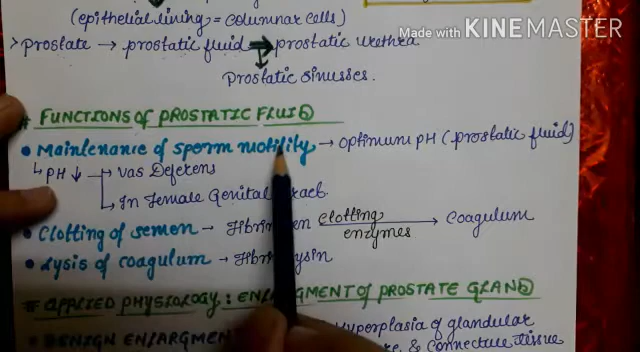 (epithelial lining = columnar cells)
Made with KINEMASTER
> Prostate → prostatic fluid ⇒ prostatic urethra
↓
Prostatic sinusses.
# FUNCTIONS OF PROSTATIC FLUID
• Maintenance of sperm motility → optimum pH (prostatic fluid)
↳ pH ↓ → Vas Deferens
↳ In Female Genital
• Clotting of semen → clotting enzymes → Coagulum
• Lysis of coagulum →
# APPLIED PHYSIOLOGY: OF PROSTATE GLAND
• BENIGN hyperplasia of glandular
& connective tissue